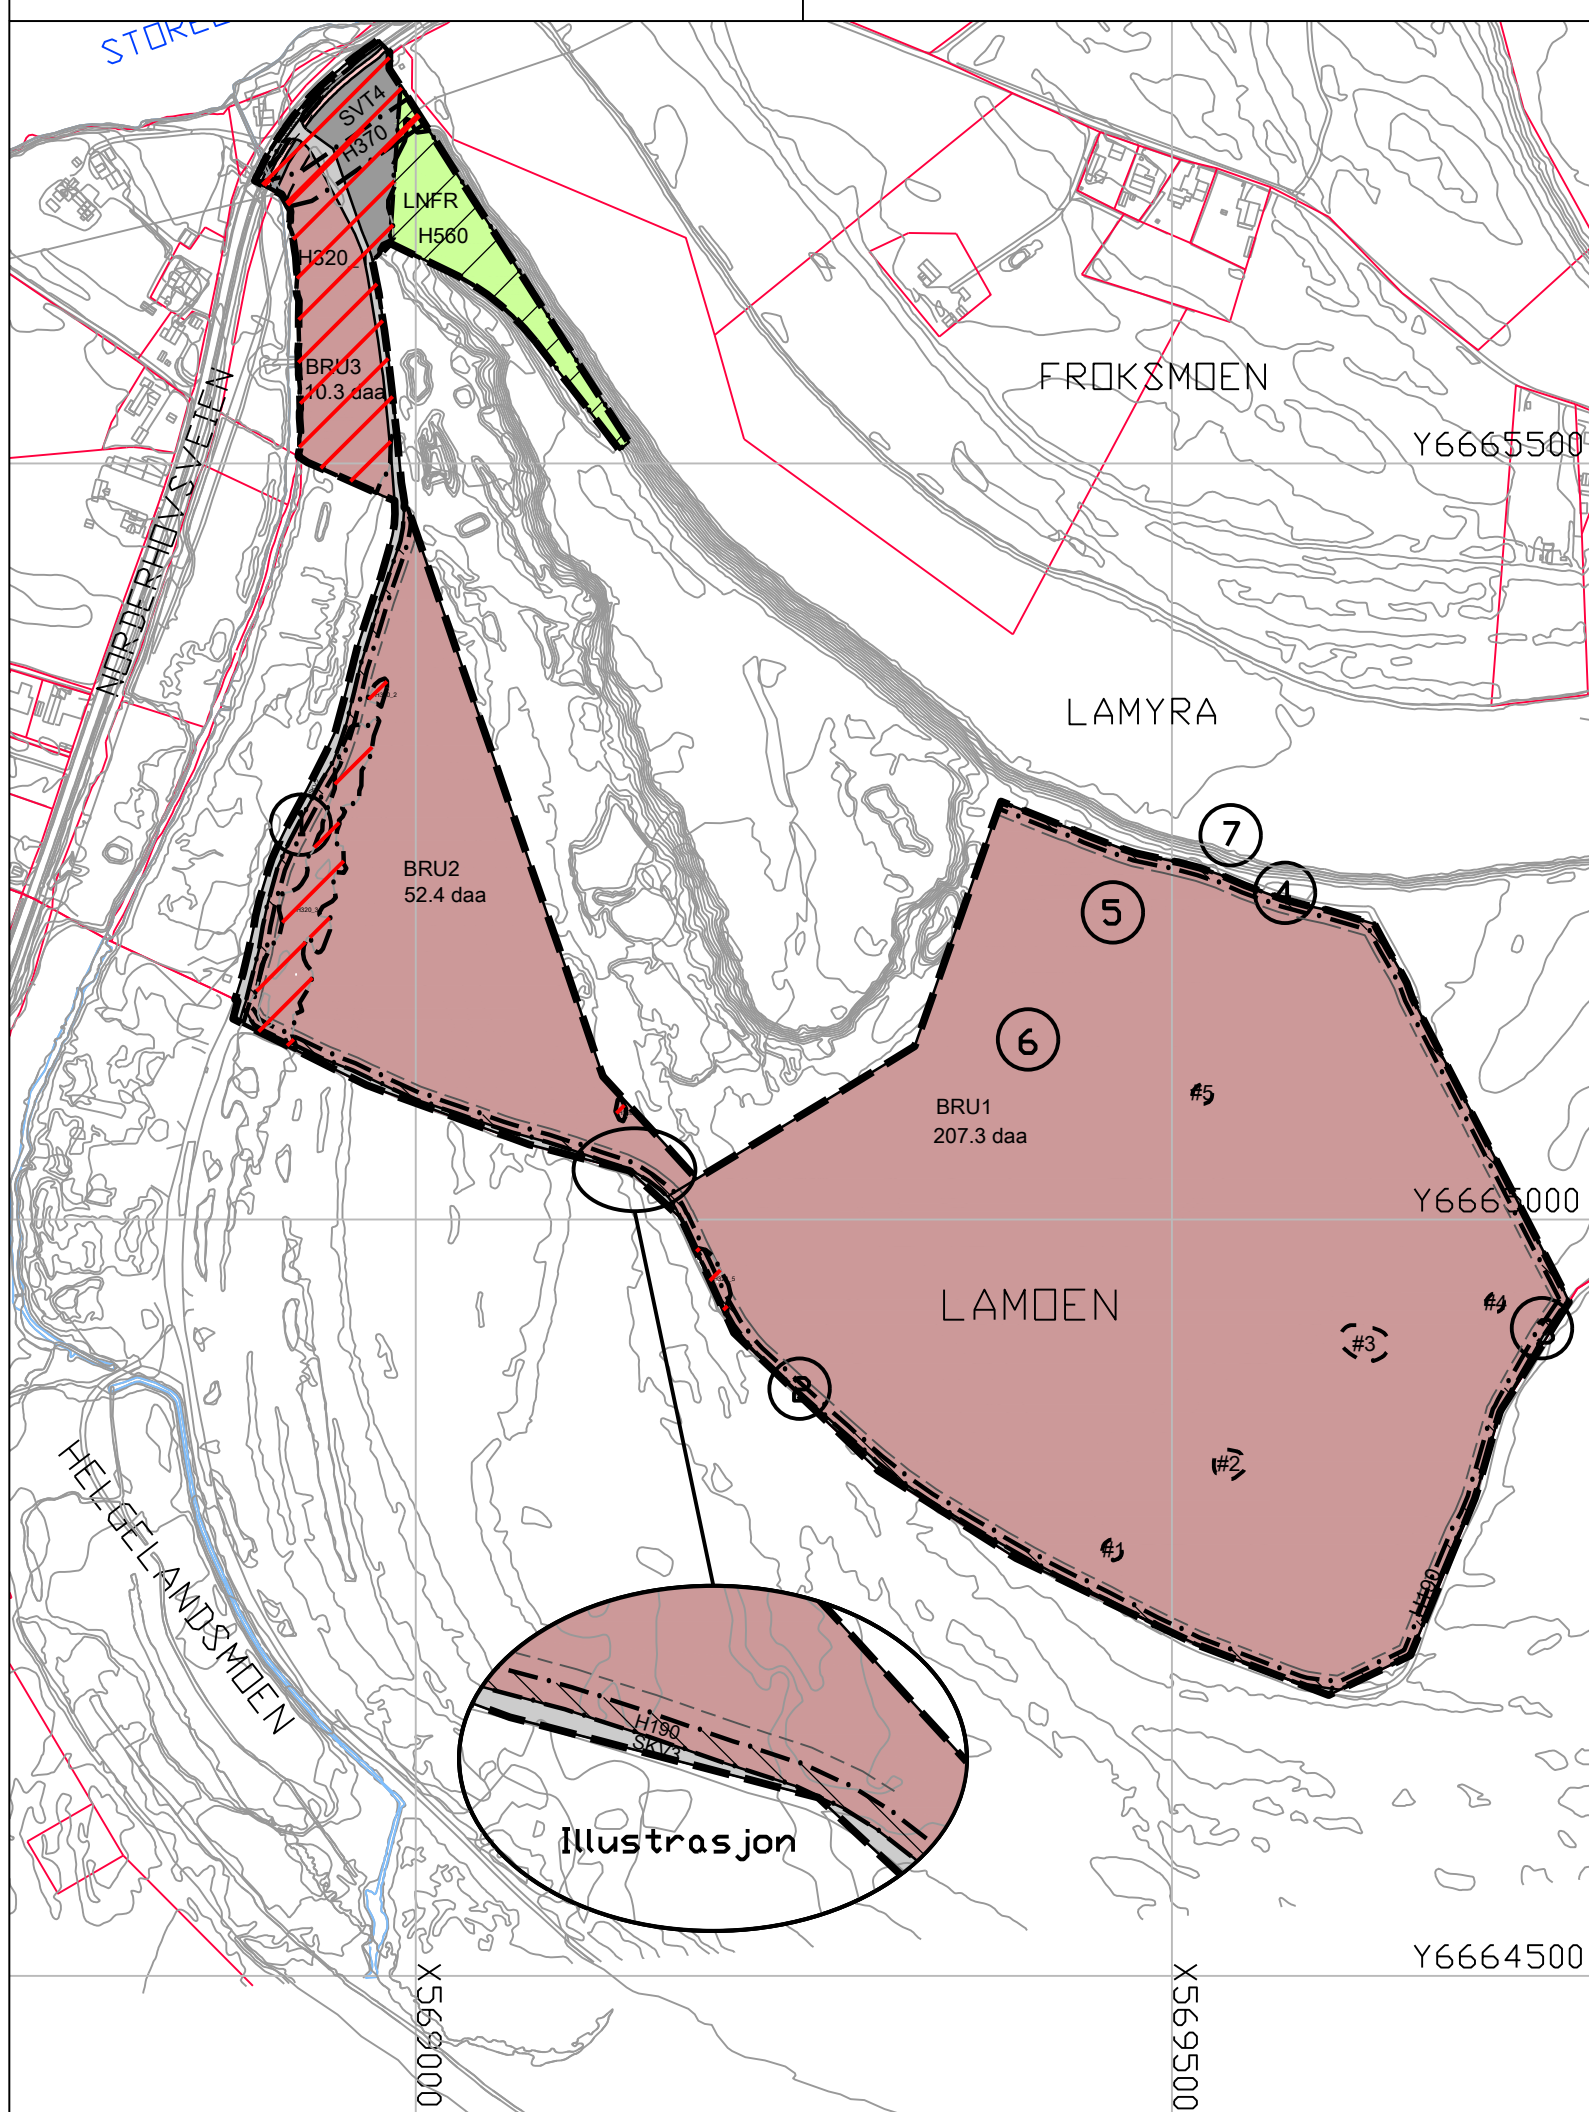 SVT4
H370
LNFR
H560
H320
BRU3
10.3 daa
FROKSMOEN
Y6665500
NORDERHOVSVEIEN
LAMYRA
1
BRU2
52.4 daa
7
4
5
6
#5
BRU1
207.3 daa
Y6665000
LAMOEN
#4
3
#3
2
#2
#1
H190
HELGELANDSMOEN
H190
SKV3
Illustrasjon
Y6664500
X569000
X569500